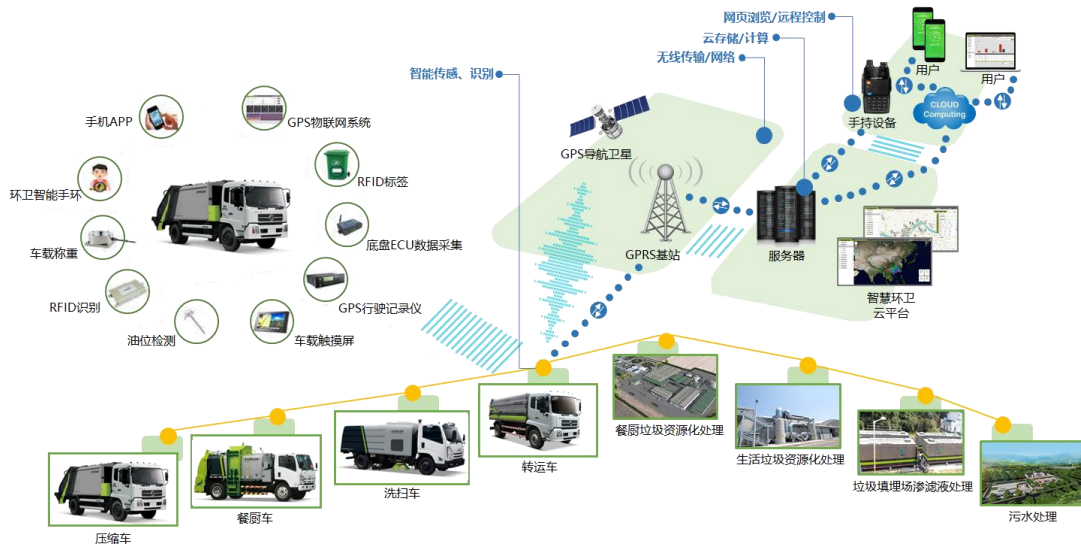 网页浏览/远程控制
云存储/计算
无线传输/网络
智能传感、识别
用户
用户
CLOUD
Computing
手持设备
手机APP
GPS物联网系统
GPS导航卫星
环卫智能手环
RFID标签
车载称重
底盘ECU数据采集
GPRS基站
服务器
智慧环卫
云平台
RFID识别
GPS行驶记录仪
油位检测
车载触摸屏
餐厨垃圾资源化处理
生活垃圾资源化处理
转运车
垃圾填埋场渗滤液处理
洗扫车
餐厨车
污水处理
压缩车